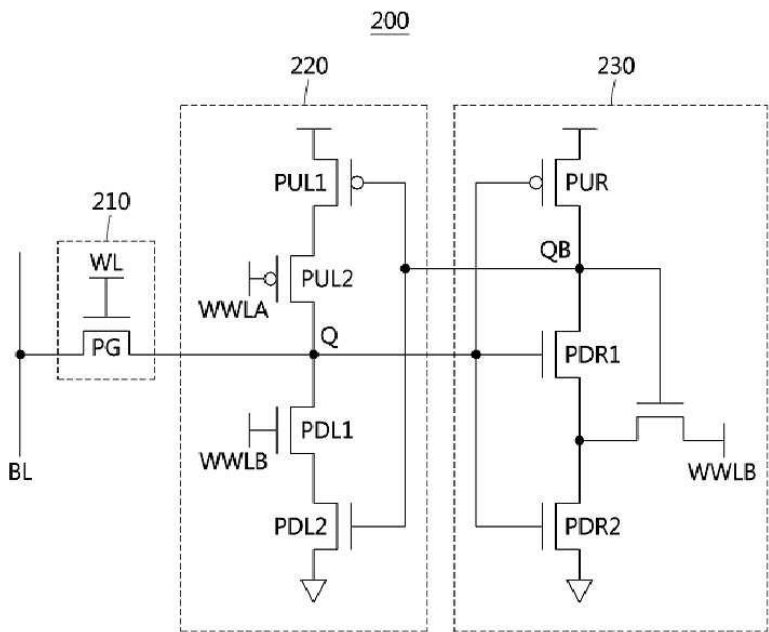 200
220
230
PUL1
PUR
210
WL
QB
PUL2
WWLA
Q
PG
PDR1
PDL1
WWLB
WWLB
BL
PDL2
PDR2